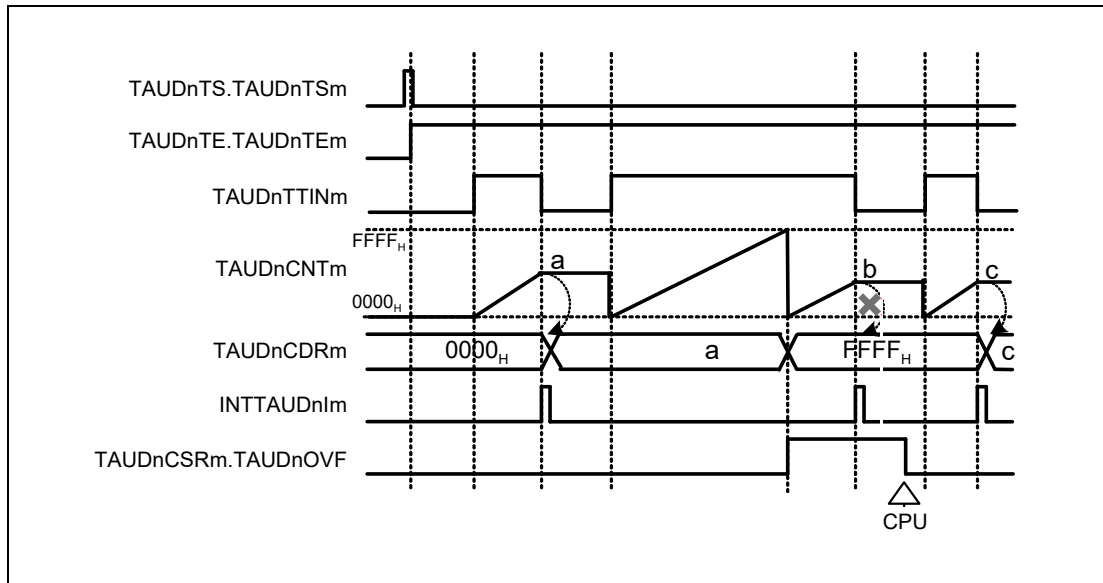 TAUDnTS.TAUDnTSm
TAUDnTE.TAUDnTEm
TAUDnTTINm
FFFFH
TAUDnCNTm
a
b
c
0000H
TAUDnCDRm
0000H
a
FFFFH
c
INTTAUDnIm
TAUDnCSRm.TAUDnOVF
CPU